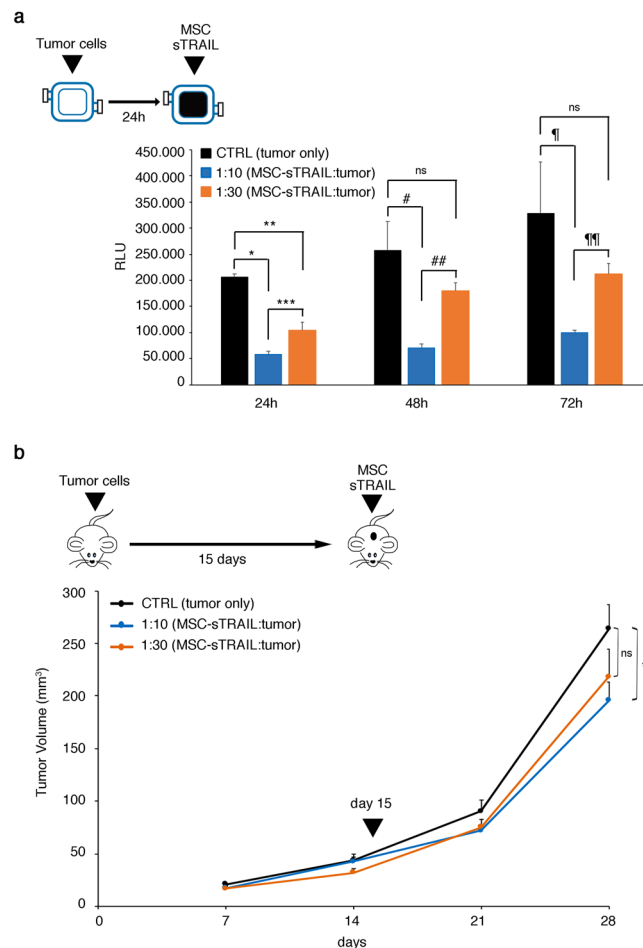 a
Tumor cells
MSC
sTRAIL
24h
CTRL (tumor only)
1:10 (MSC-sTRAIL:tumor)
1:30 (MSC-sTRAIL:tumor)
RLU
450.000
400.000
350.000
300.000
250.000
200.000
150.000
100.000
50.000
0
**
*
***
ns
#
##
ns
¶
¶¶
24h
48h
72h
b
Tumor cells
MSC
sTRAIL
15 days
CTRL (tumor only)
1:10 (MSC-sTRAIL:tumor)
1:30 (MSC-sTRAIL:tumor)
Tumor Volume (mm³)
300
250
200
150
100
50
0
day 15
ns
0
7
14
21
28
days